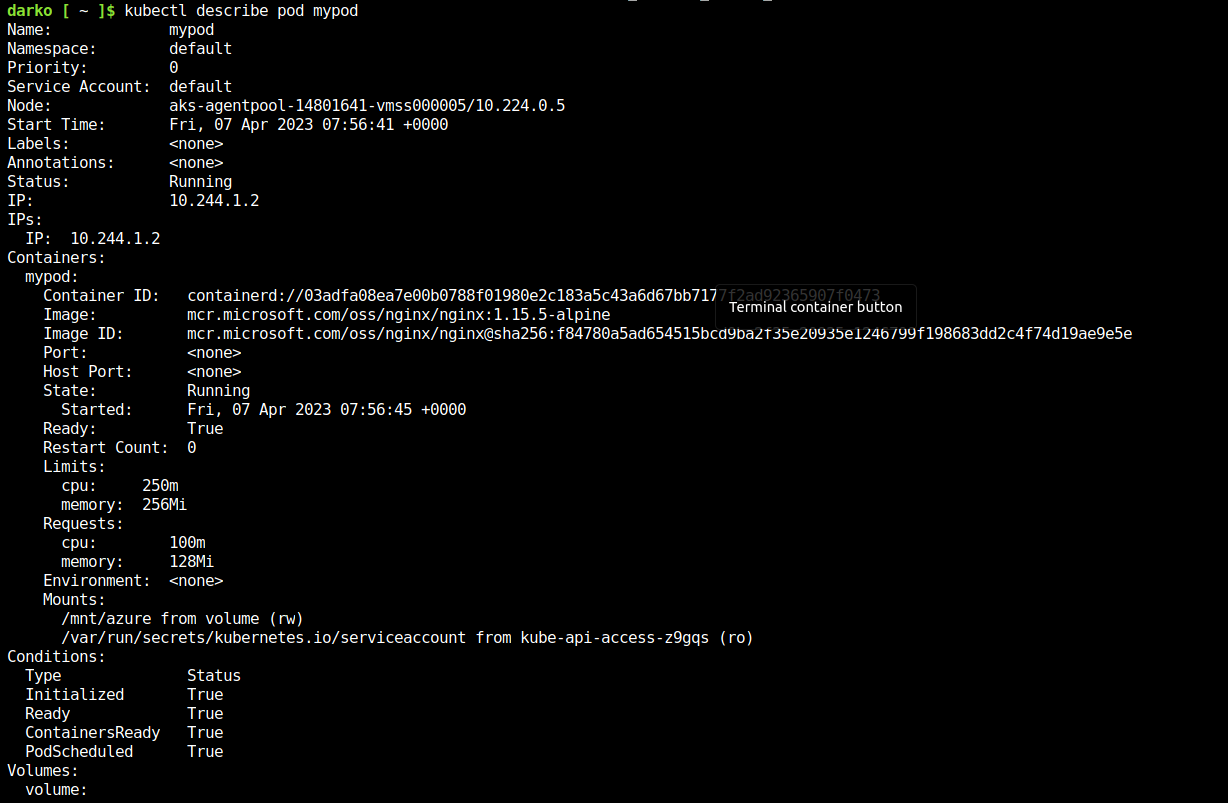 darko [ ~ ]$ kubectl describe pod mypod
Name:             mypod
Namespace:        default
Priority:         0
Service Account:  default
Node:             aks-agentpool-14801641-vmss000005/10.224.0.5
Start Time:       Fri, 07 Apr 2023 07:56:41 +0000
Labels:           <none>
Annotations:      <none>
Status:           Running
IP:               10.244.1.2
IPs:
  IP:  10.244.1.2
Containers:
  mypod:
    Container ID:   containerd://03adfa08ea7e00b0788f01980e2c183a5c43a6d67bb7177f2ad92365907f0473
Terminal container button
    Image:          mcr.microsoft.com/oss/nginx/nginx:1.15.5-alpine
    Image ID:       mcr.microsoft.com/oss/nginx/nginx@sha256:f84780a5ad654515bcd9ba2f35e20935e1246799f198683dd2c4f74d19ae9e5e
    Port:           <none>
    Host Port:      <none>
    State:          Running
      Started:      Fri, 07 Apr 2023 07:56:45 +0000
    Ready:          True
    Restart Count:  0
    Limits:
      cpu:     250m
      memory:  256Mi
    Requests:
      cpu:        100m
      memory:     128Mi
    Environment:  <none>
    Mounts:
      /mnt/azure from volume (rw)
      /var/run/secrets/kubernetes.io/serviceaccount from kube-api-access-z9gqs (ro)
Conditions:
  Type              Status
  Initialized       True
  Ready             True
  ContainersReady   True
  PodScheduled      True
Volumes:
  volume: